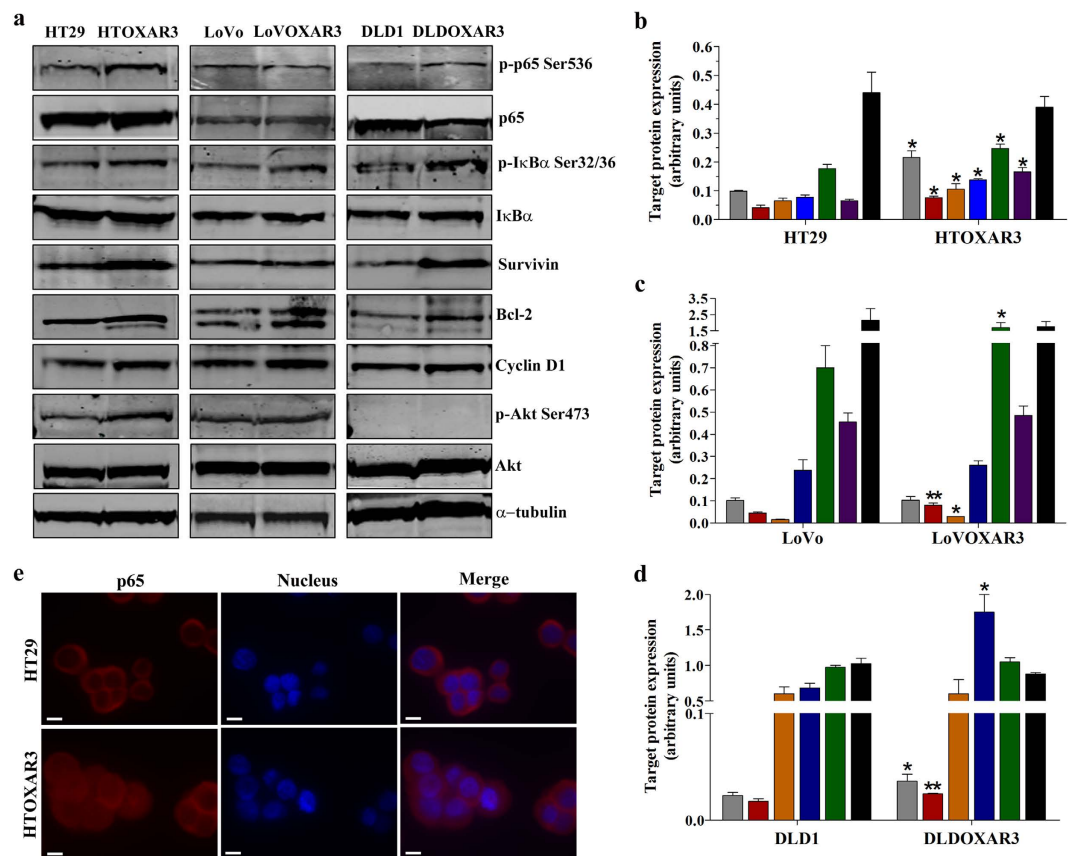 a
HT29 HTOXAR3
LoVo LoVOXAR3
DLD1 DLDOXAR3
p-p65 Ser536
p65
p-IκBα Ser32/36
IκBα
Survivin
Bcl-2
Cyclin D1
p-Akt Ser473
Akt
α-tubulin
b
Target protein expression
(arbitrary units)
0.6
0.5
0.4
0.3
0.2
0.1
0.0
* * * * * *
HT29 HTOXAR3
c
Target protein expression
(arbitrary units)
3.5
2.5
1.5
0.8
0.7
0.6
0.5
0.4
0.3
0.2
0.1
0.0
** * *
LoVo LoVOXAR3
d
Target protein expression
(arbitrary units)
2.0
1.5
1.0
0.5
0.1
0.0
* ** *
DLD1 DLDOXAR3
e
p65 Nucleus Merge
HT29
HTOXAR3